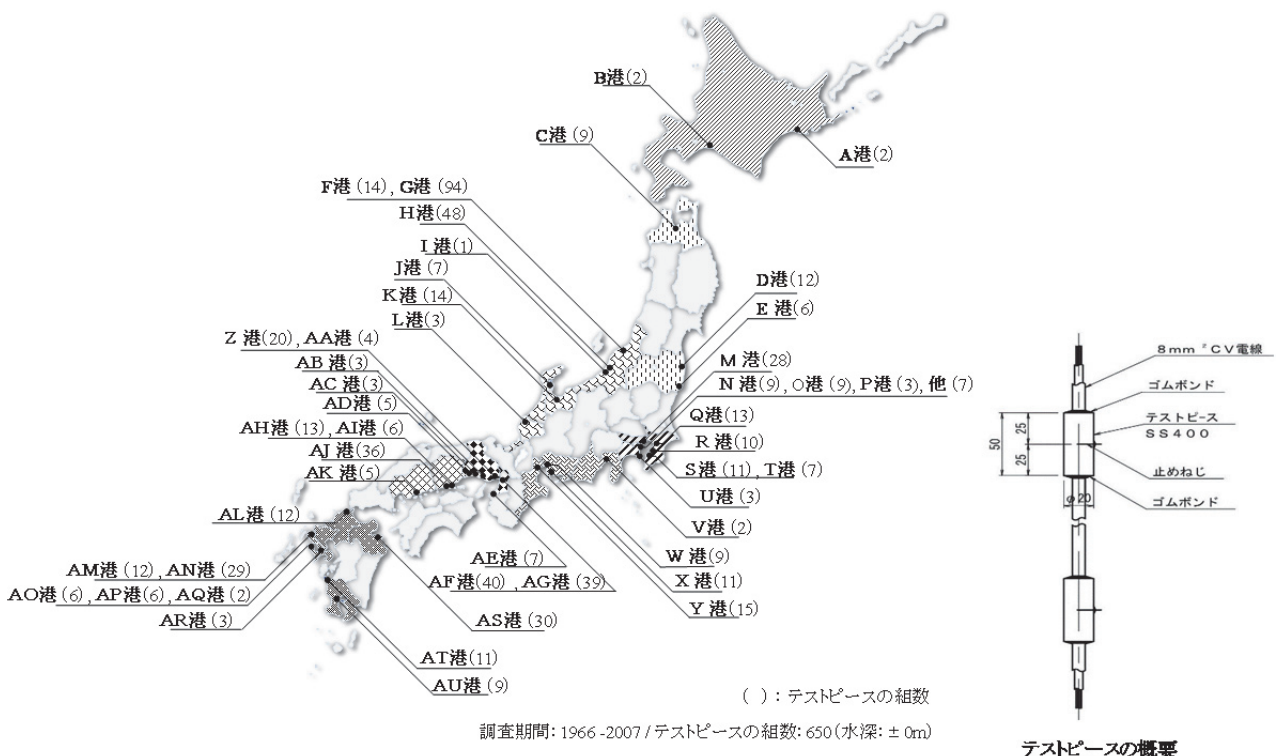 B港(2)
C港 (9)
A港(2)
F港 (14) , G港 (94)
H港(48)
I 港(1)
J港 (7)
K港 (14)
L港(3)
D港(12)
E 港(6)
Z 港(20) , AA港 (4)
AB 港(3)
AC 港(3)
AD港(5)
AH港 (13) , AI港 (6)
AJ 港(36)
AK 港(5)
M 港(28)
N 港(9) , O港 (9) , P港 (3) , 他 (7)
Q港(13)
R 港(10)
S港 (11) , T港 (7)
U港 (3)
V港 (2)
W 港(9)
X 港(11)
Y 港(15)
AL港 (12)
AM港 (12) , AN港 (29)
AO港 (6) , AP港(6) , AQ港 (2)
AR港 (3)
AE港 (7)
AF港(40) , AG港 (39)
AS港 (30)
AT港(11)
AU港 (9)
( ) : テストピースの組数
調査期間: 1966 -2007 / テストピースの組数: 650 (水深: ± 0m)
8mm²CV電線
ゴムボンド
テストピース
SS400
止めねじ
ゴムボンド
50
25
25
φ20
テストピースの概要